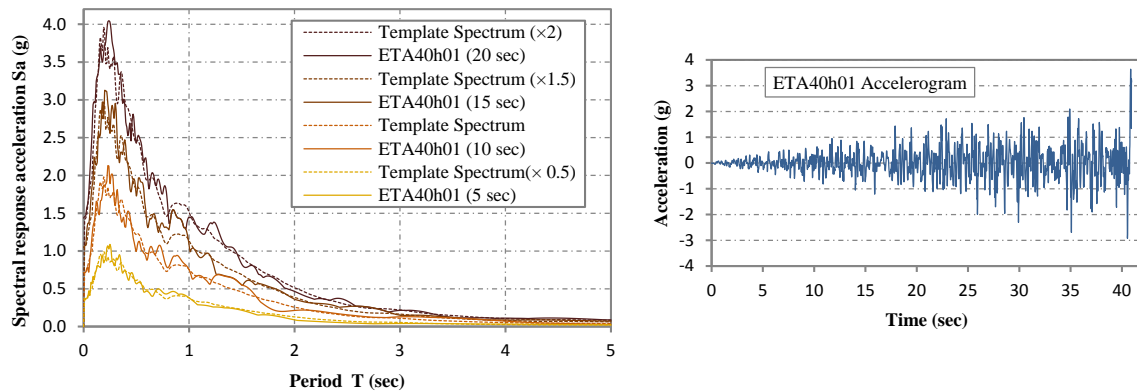 Spectral response acceleration Sa (g)
4.0
3.5
3.0
2.5
2.0
1.5
1.0
0.5
0.0
0 1 2 3 4 5
Period T (sec)
Template Spectrum (×2)
ETA40h01 (20 sec)
Template Spectrum (×1.5)
ETA40h01 (15 sec)
Template Spectrum
ETA40h01 (10 sec)
Template Spectrum(× 0.5)
ETA40h01 (5 sec)
ETA40h01 Accelerogram
Acceleration (g)
4
3
2
1
0
-1
-2
-3
-4
0 5 10 15 20 25 30 35 40
Time (sec)